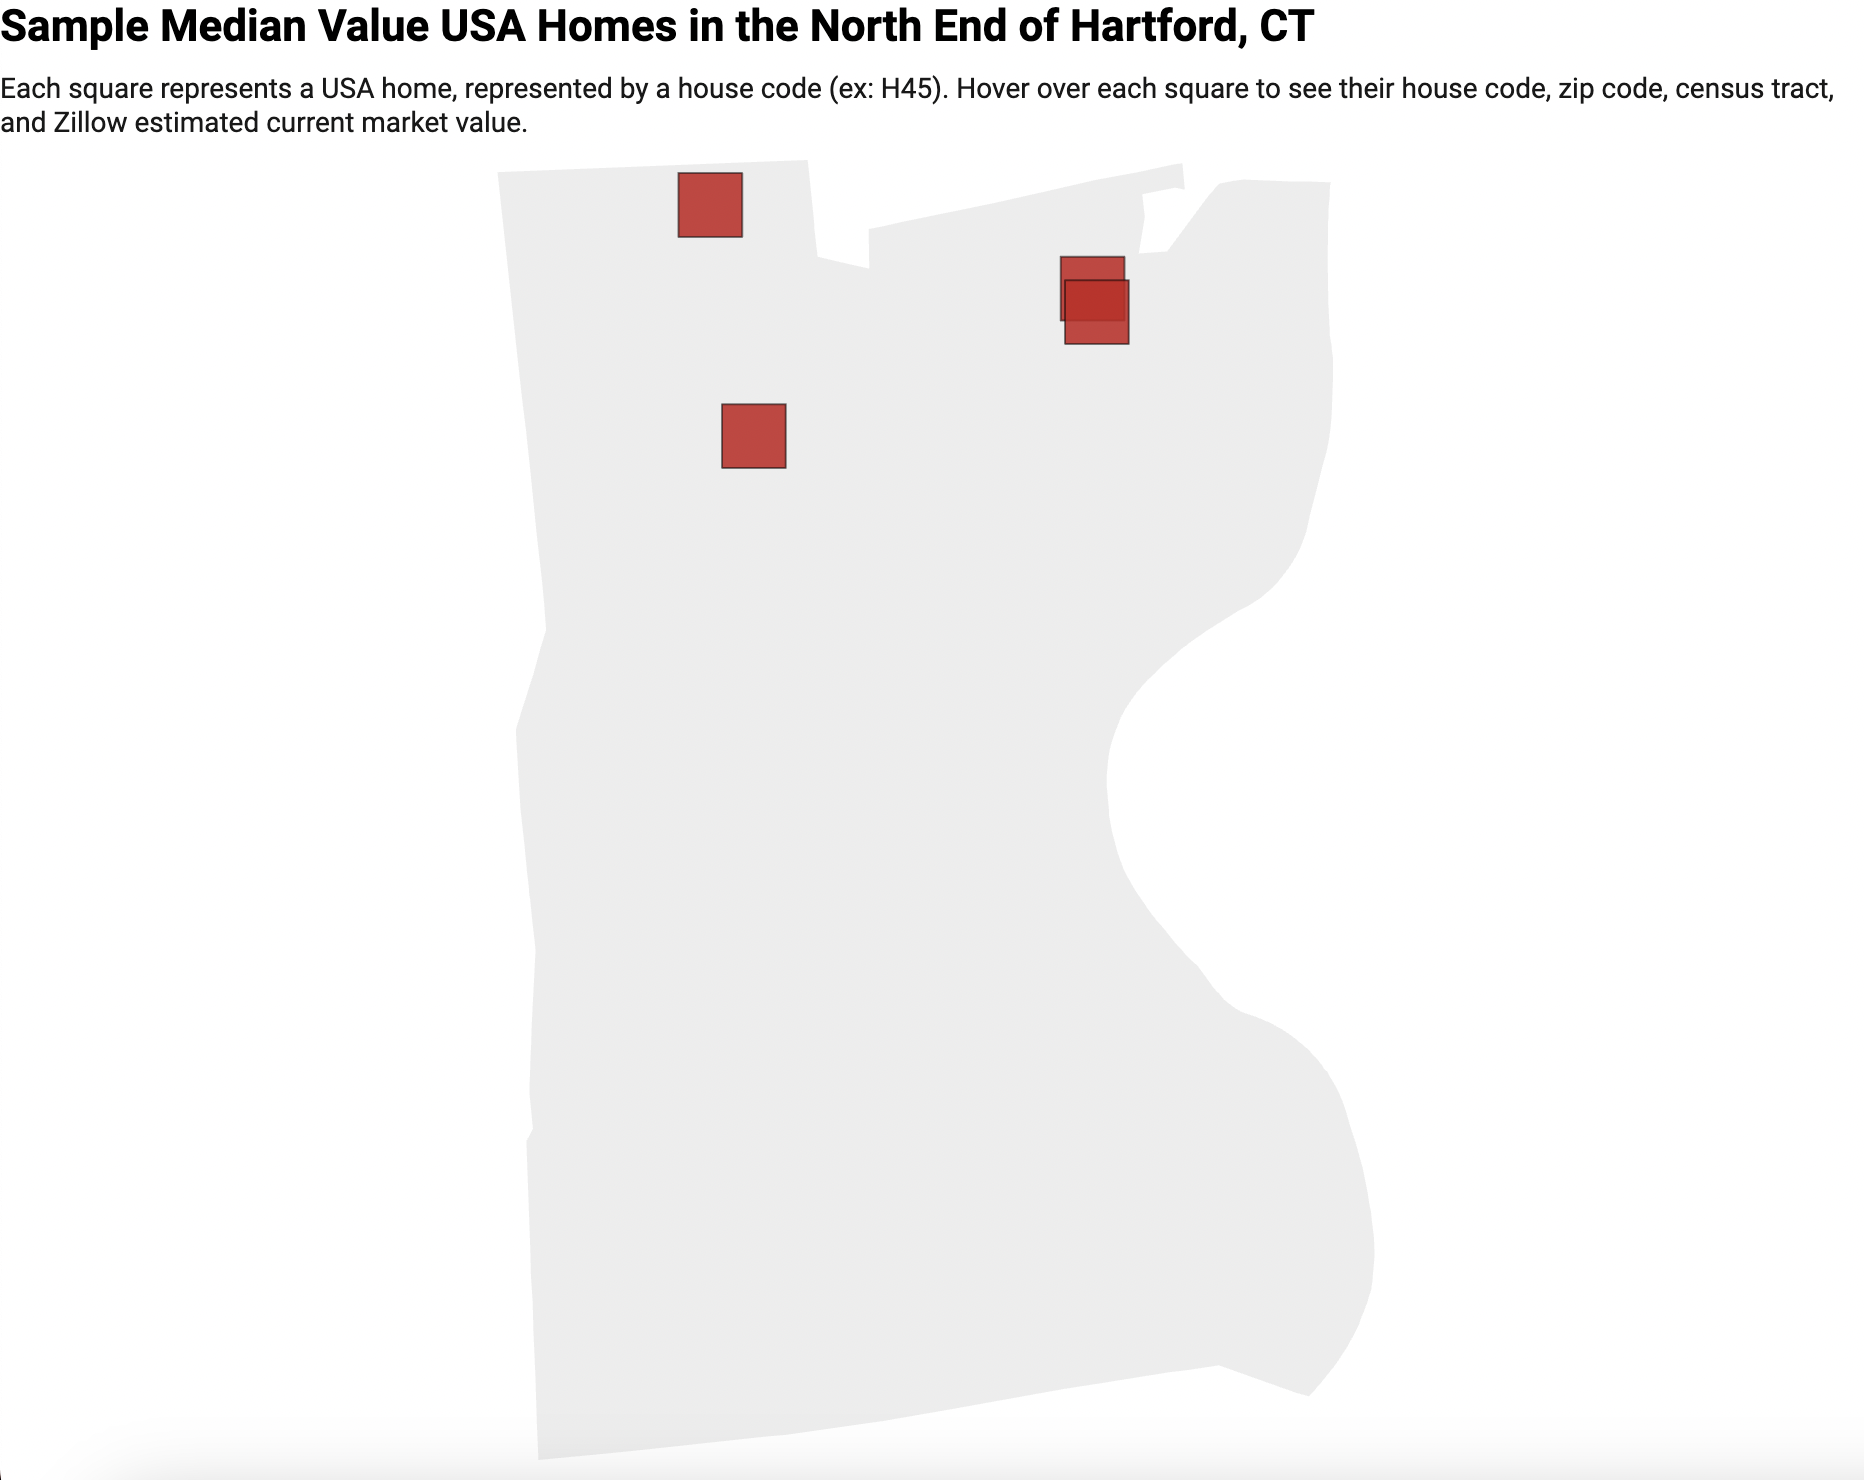 Sample Median Value USA Homes in the North End of Hartford, CT
Each square represents a USA home, represented by a house code (ex: H45). Hover over each square to see their house code, zip code, census tract,
and Zillow estimated current market value.